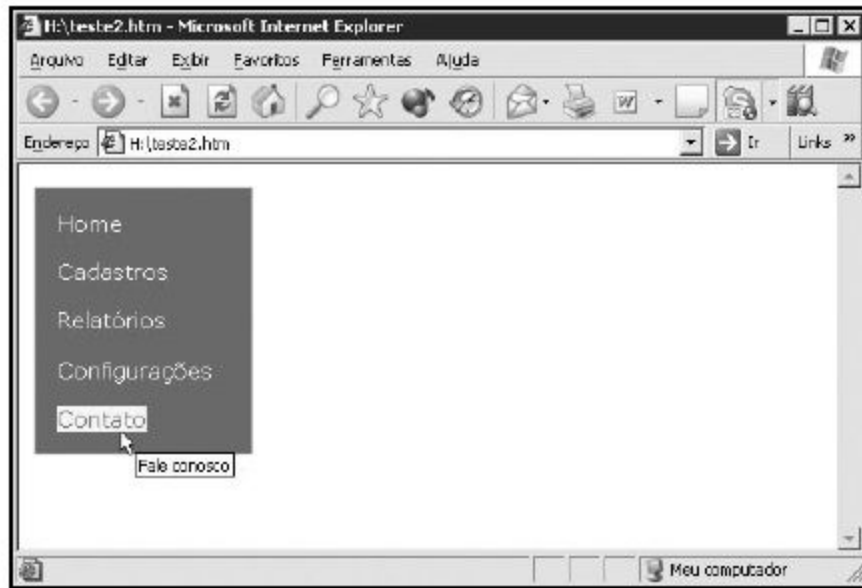 H:\teste2.htm - Microsoft Internet Explorer
Arquivo Editar Exibir Favoritos Ferramentas Ajuda
Endereço H:\teste2.htm Ir Links »
Home
Cadastros
Relatórios
Configurações
Contato
Fale conosco
Meu computador